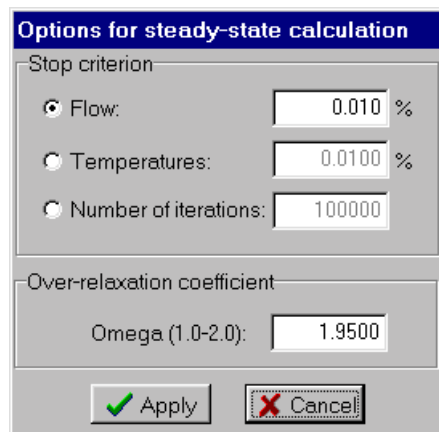 Options for steady-state calculation
Stop criterion
Flow: 0.010 %
Temperatures: 0.0100 %
Number of iterations: 100000
Over-relaxation coefficient
Omega (1.0-2.0): 1.9500
Apply Cancel